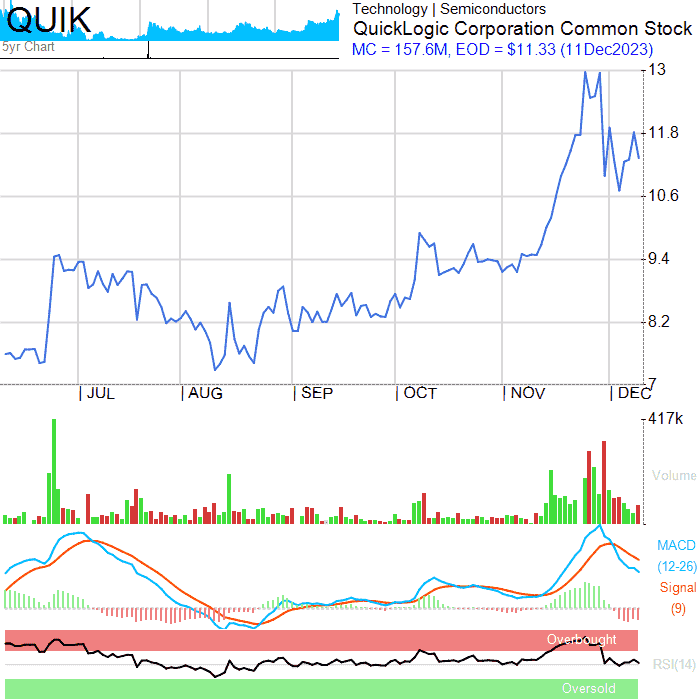 QUIK
5yr Chart
Technology | Semiconductors
QuickLogic Corporation Common Stock
MC = 157.6M, EOD = $11.33 (11Dec2023)
13
11.8
10.6
9.4
8.2
7
JUL AUG SEP OCT NOV DEC
417k
Volume
MACD
(12-26)
Signal
(9)
Overbought
RSI(14)
Oversold